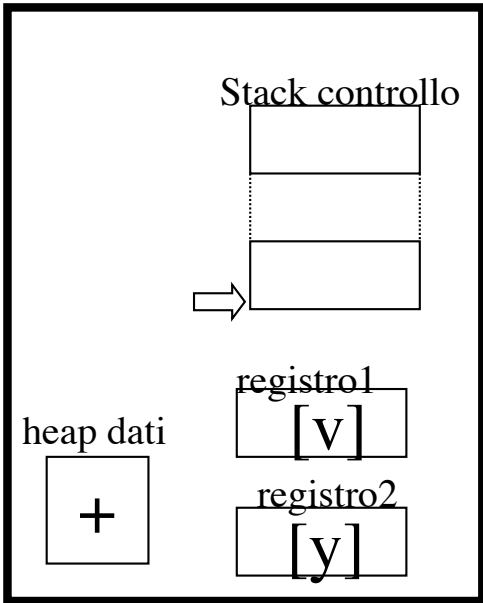 Stack controllo
registro1
[v]
heap dati
+
registro2
[y]